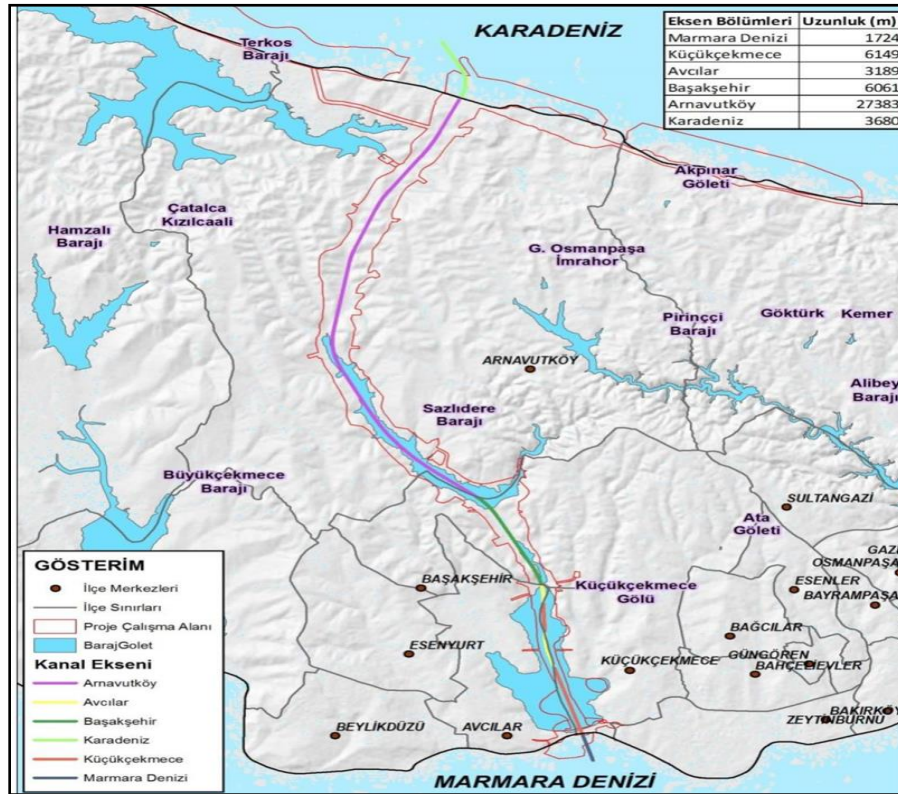 KARADENİZ
Eksen Bölümleri Uzunluk (m)
Marmara Denizi 1724
Küçükçekmece 6149
Avcılar 3189
Başakşehir 6061
Arnavutköy 27383
Karadeniz 3680
Terkos
Barajı
Akpınar
Göleti
Çatalca
Kızılcaali
Hamzalı
Barajı
G. Osmanpaşa
İmrahor
Pirinççi
Barajı
Göktürk
Kemer
ARNAVUTKÖY
Alibey
Barajı
Sazlıdere
Barajı
Büyükçekmece
Barajı
SULTANGAZİ
Ata
Göleti
GAZİ
OSMANPAŞA
ESENLER
BAYRAMPAŞA
BAŞAKŞEHİR
Küçükçekmece
Gölü
BAĞCILAR
ESENYURT
KÜÇÜKÇEKMECE
GÜNGÖREN
BAHÇELİEVLER
BAKIRKÖY
ZEYTİNBURNU
BEYLİKDÜZÜ
AVCILAR
MARMARA DENİZİ
GÖSTERİM
İlçe Merkezleri
İlçe Sınırları
Proje Çalışma Alanı
BarajGolet
Kanal Ekseni
Arnavutköy
Avcılar
Başakşehir
Karadeniz
Küçükçekmece
Marmara Denizi